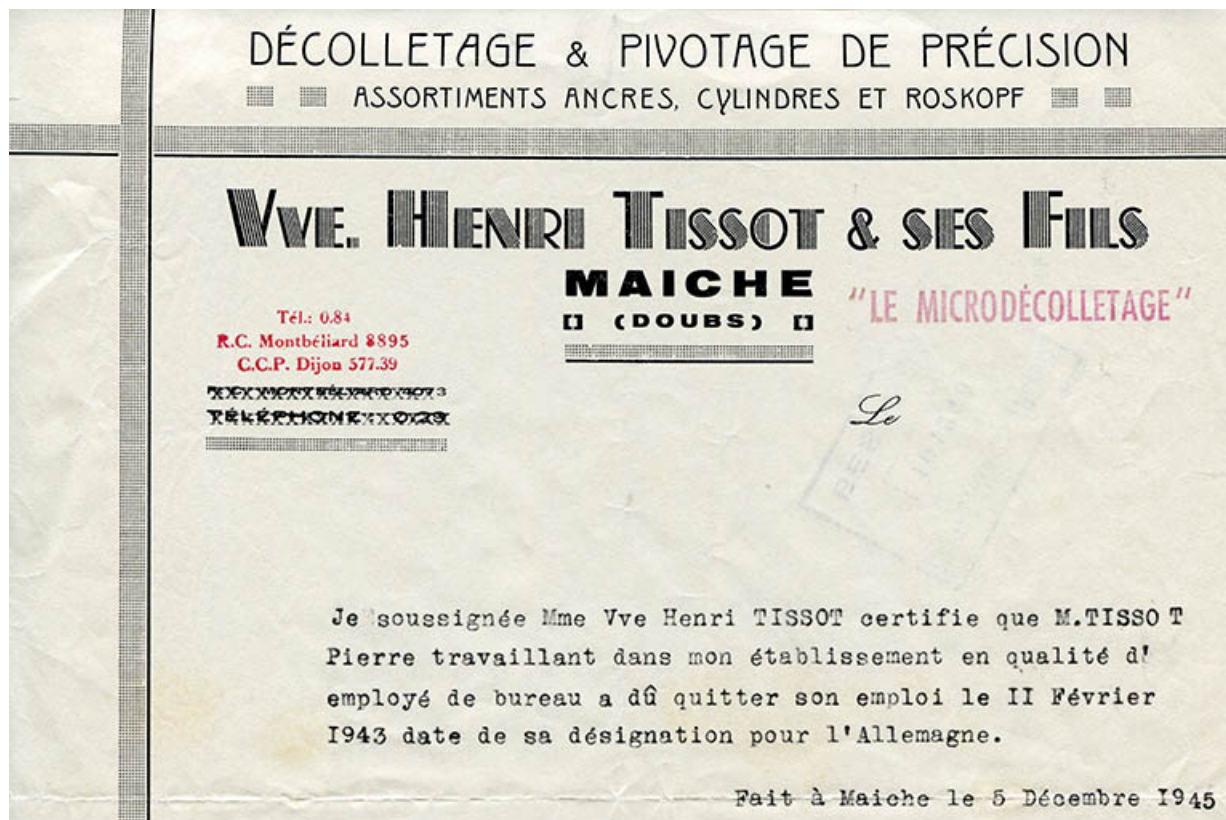 DÉCOLLETAGE & PIVOTAGE DE PRÉCISION
ASSORTIMENTS ANCRES, CYLINDRES ET ROSKOPF
VVE. HENRI TISSOT & SES FILS
MAICHE
(DOUBS)
"LE MICRODÉCOLLETAGE"
Tél.: 0.84
R.C. Montbéliard 8895
C.C.P. Dijon 577.39
TÉLÉPHONE : 0.29
Le
Je soussignée Mme Vve Henri TISSOT certifie que M.TISSO T
Pierre travaillant dans mon établissement en qualité d'
employé de bureau a dû quitter son emploi le II Février
I943 date de sa désignation pour l'Allemagne.
Fait à Maiche le 5 Décembre I945